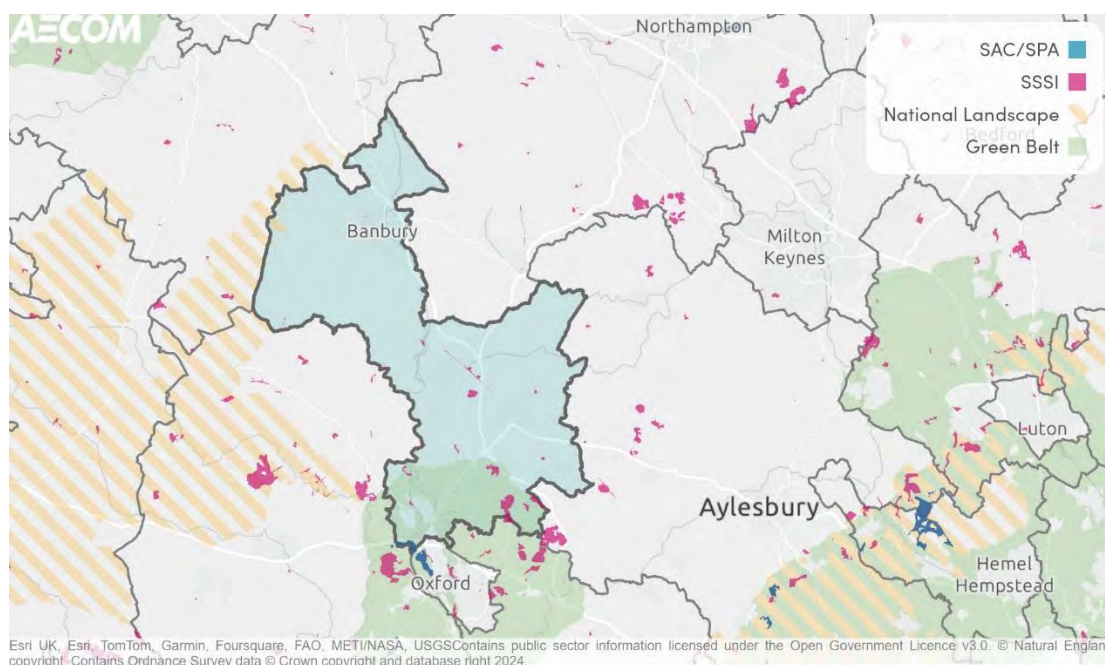 AECOM
Northampton
SAC/SPA
SSSI
National Landscape
Bedford
Green Belt
Banbury
Milton
Keynes
Luton
Aylesbury
Oxford
Hemel
Hempstead
Esri UK, Esri, TomTom, Garmin, Foursquare, FAO, METI/NASA, USGSContains public sector information licensed under the Open Government Licence v3.0. © Natural Englan
copyright. Contains Ordnance Survey data © Crown copyright and database right 2024